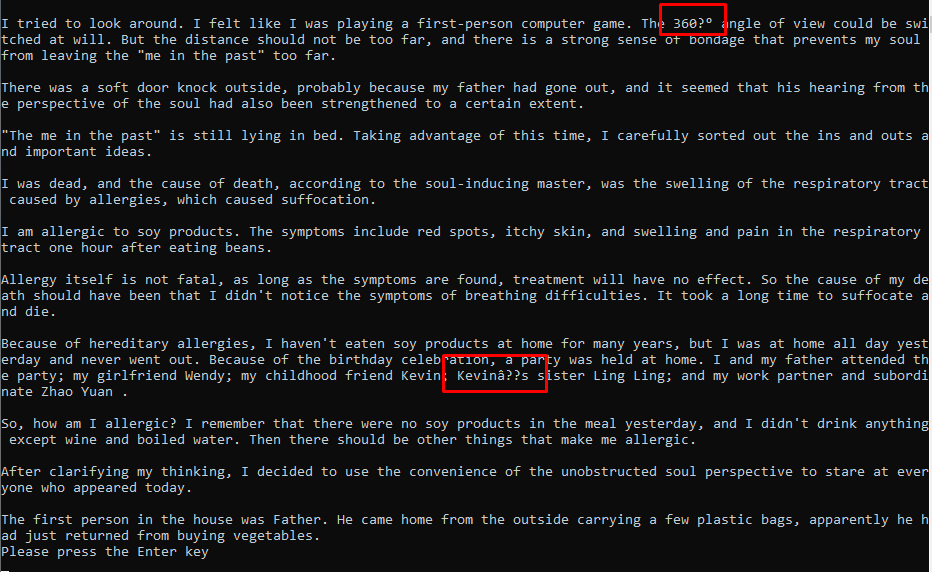 I tried to look around. I felt like I was playing a first-person computer game. The 360?º angle of view could be swi
tched at will. But the distance should not be too far, and there is a strong sense of bondage that prevents my soul
from leaving the "me in the past" too far.
There was a soft door knock outside, probably because my father had gone out, and it seemed that his hearing from th
e perspective of the soul had also been strengthened to a certain extent.
"The me in the past" is still lying in bed. Taking advantage of this time, I carefully sorted out the ins and outs a
nd important ideas.
I was dead, and the cause of death, according to the soul-inducing master, was the swelling of the respiratory tract
caused by allergies, which caused suffocation.
I am allergic to soy products. The symptoms include red spots, itchy skin, and swelling and pain in the respiratory
tract one hour after eating beans.
Allergy itself is not fatal, as long as the symptoms are found, treatment will have no effect. So the cause of my de
ath should have been that I didn't notice the symptoms of breathing difficulties. It took a long time to suffocate a
nd die.
Because of hereditary allergies, I haven't eaten soy products at home for many years, but I was at home all day yest
erday and never went out. Because of the birthday celebration, a party was held at home. I and my father attended th
e party; my girlfriend Wendy; my childhood friend Kevin; Kevinâ??s sister Ling Ling; and my work partner and subordi
nate Zhao Yuan .
So, how am I allergic? I remember that there were no soy products in the meal yesterday, and I didn't drink anything
except wine and boiled water. Then there should be other things that make me allergic.
After clarifying my thinking, I decided to use the convenience of the unobstructed soul perspective to stare at ever
yone who appeared today.
The first person in the house was Father. He came home from the outside carrying a few plastic bags, apparently he h
ad just returned from buying vegetables.
Please press the Enter key